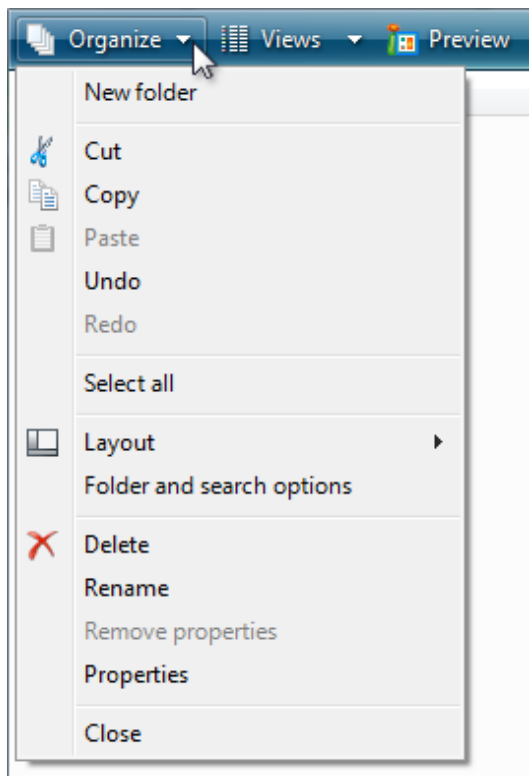 Organize Views Preview
New folder
Cut
Copy
Paste
Undo
Redo
Select all
Layout
Folder and search options
Delete
Rename
Remove properties
Properties
Close